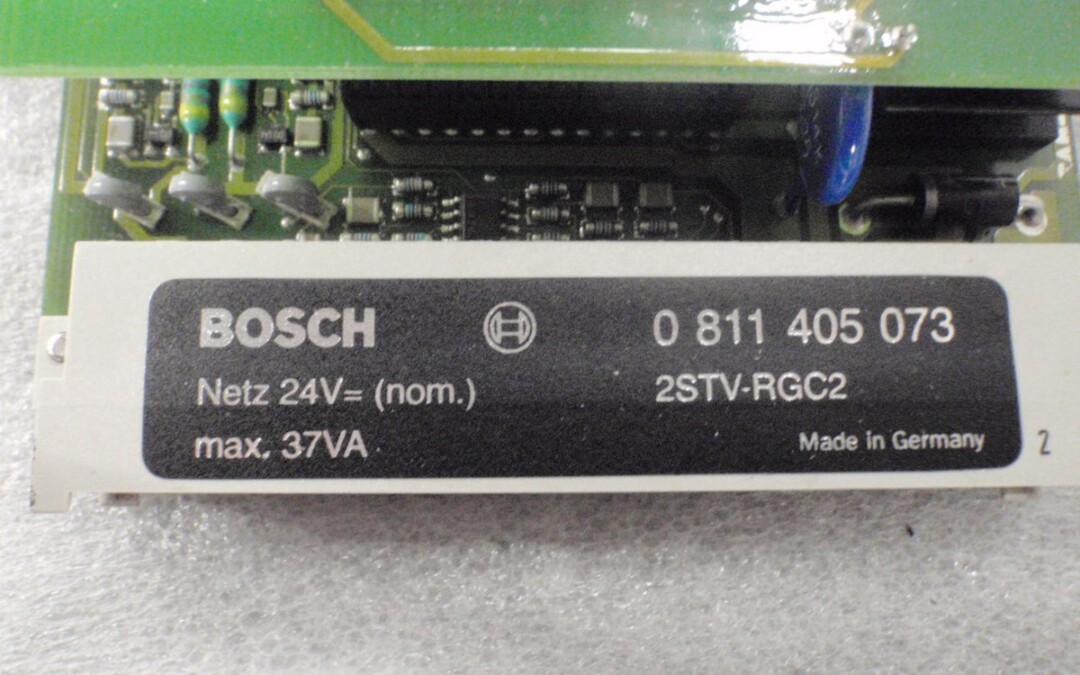 BOSCH 0 811 405 073
Netz 24V= (nom.) 2STV-RGC2
max. 37VA Made in Germany 2